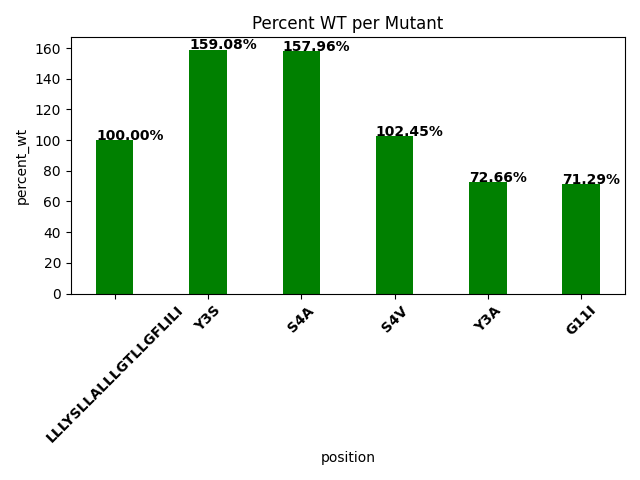 Percent WT per Mutant
percent_wt
160
140
120
100
80
60
40
20
0
100.00%
159.08%
157.96%
102.45%
72.66%
71.29%
LLLYSLLALLLGTLLGFLILI
Y3S
S4A
S4V
Y3A
G11I
position